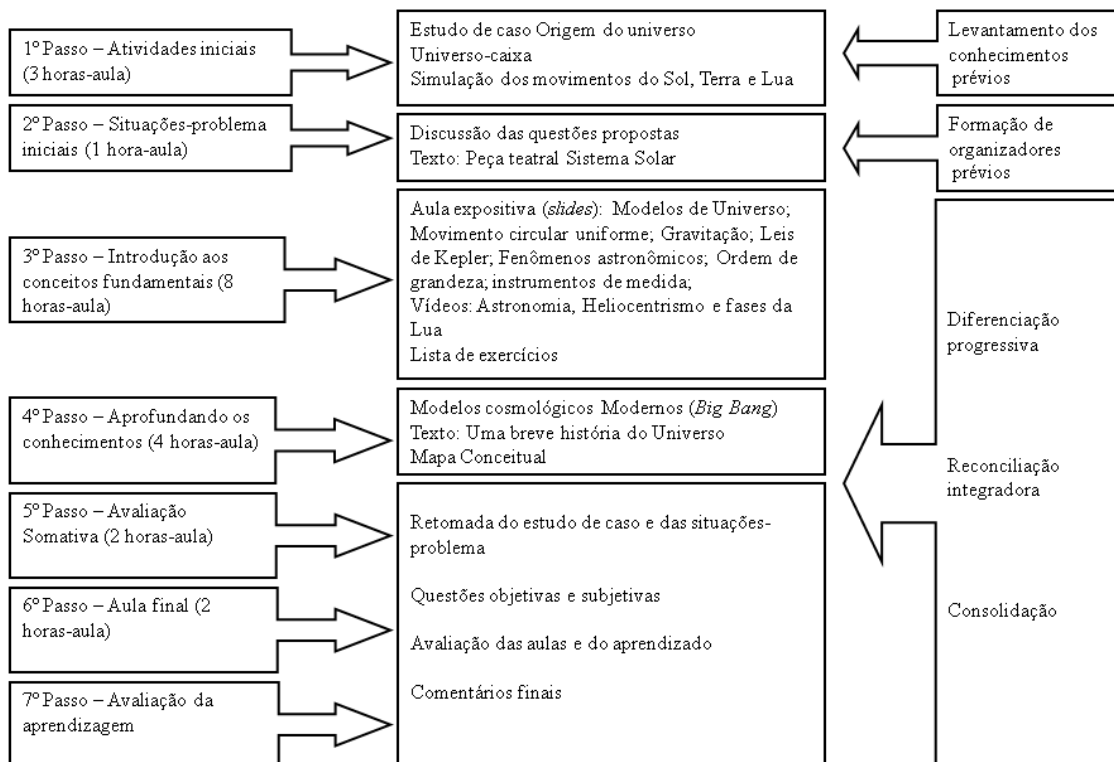 1º Passo – Atividades iniciais
(3 horas-aula)
Estudo de caso Origem do universo
Universo-caixa
Simulação dos movimentos do Sol, Terra e Lua
Levantamento dos
conhecimentos
prévios
2º Passo – Situações-problema
iniciais (1 hora-aula)
Discussão das questões propostas
Texto: Peça teatral Sistema Solar
Formação de
organizadores
prévios
3º Passo – Introdução aos
conceitos fundamentais (8
horas-aula)
Aula expositiva (slides): Modelos de Universo;
Movimento circular uniforme; Gravitação; Leis
de Kepler; Fenômenos astronômicos; Ordem de
grandeza; instrumentos de medida;
Vídeos: Astronomia, Heliocentrismo e fases da
Lua
Lista de exercícios
Diferenciação
progressiva
4º Passo – Aprofundando os
conhecimentos (4 horas-aula)
Modelos cosmológicos Modernos (Big Bang)
Texto: Uma breve história do Universo
Mapa Conceitual
Reconciliação
integradora
5º Passo – Avaliação
Somativa (2 horas-aula)
Retomada do estudo de caso e das situações-
problema
6º Passo – Aula final (2
horas-aula)
Questões objetivas e subjetivas
Avaliação das aulas e do aprendizado
Comentários finais
Consolidação
7º Passo – Avaliação da
aprendizagem